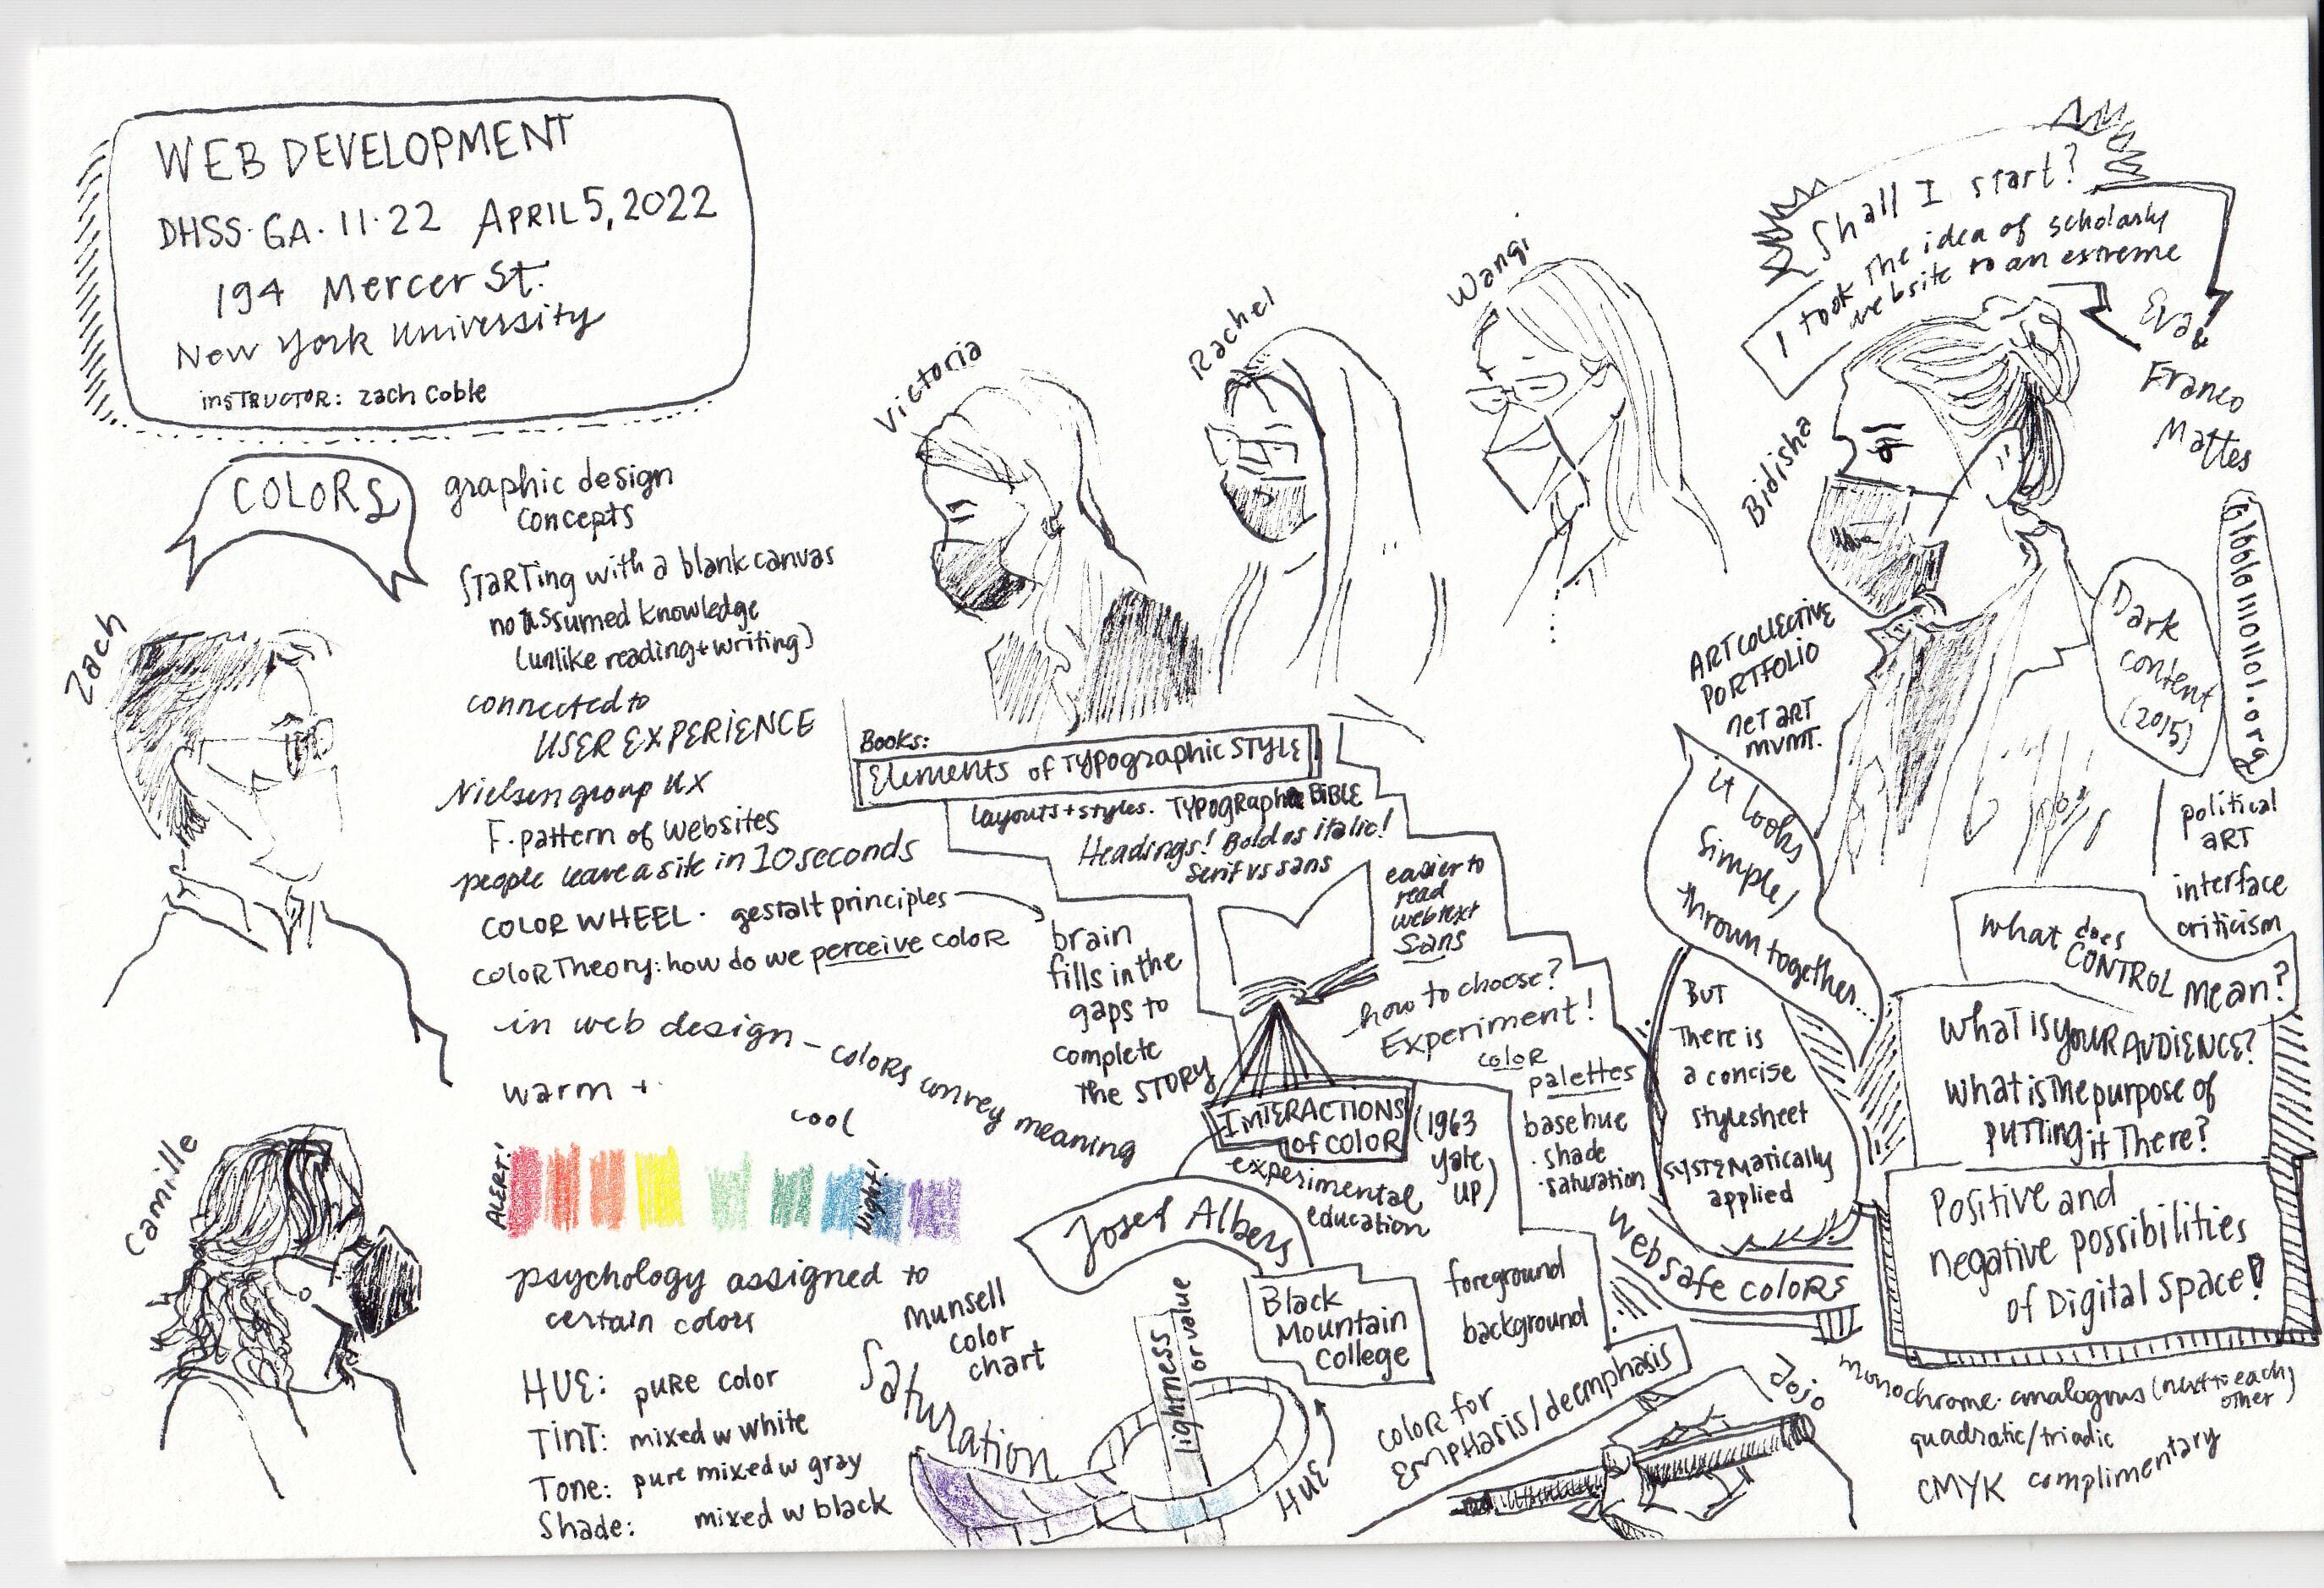 WEB DEVELOPMENT
DHSS·GA·11·22 APRIL 5, 2022
194 Mercer St.
New York University
instructor: Zach Coble
COLORS
graphic design
concepts
Starting with a blank canvas
no assumed knowledge
(unlike reading+writing)
connected to
USER EXPERIENCE
Nielsen group UX
F-pattern of websites
people leave a site in 10 seconds
COLOR WHEEL · gestalt principles
brain
fills in the
gaps to
complete
the STORY
color Theory: how do we perceive color
in web design – colors convey meaning
warm +
cool
ALERT!
light!
psychology assigned to
certain colors
HUE: pure color
Tint: mixed w white
Tone: pure mixed w gray
Shade: mixed w black
Zach
Camille
Victoria
Rachel
Wangi
Bidisha
Books:
Elements of Typographic STYLE
layouts+styles. Typographic BIBLE
Headings! Bold as italic!
Serif vs sans
easier to
read
web text
Sans
how to choose?
Experiment!
color
palettes
base hue
· shade
· saturation
INTERACTIONS
of COLOR
(1963
Yale
UP)
experimental
education
Josef Albers
Black
Mountain
College
Munsell
color
chart
Saturation
lightness
or value
HUE
foreground
background
color for
emphasis/deemphasis
web safe colors
dojo
monochrome · analogous (next to each
other)
quadratic/triadic
CMYK complimentary
Shall I start?
I took the idea of scholarly
website to an extreme
Eva &
Franco
Mattes
Dark
content
(2015)
ART COLLECTIVE
PORTFOLIO
net ART
mvmt.
it looks
simple,
thrown together...
BUT
There is
a concise
stylesheet
systematically
applied
political
ART
interface
criticism
What does
CONTROL mean?
What is your AUDIENCE?
What is the purpose of
putting it There?
Positive and
negative possibilities
of Digital space!